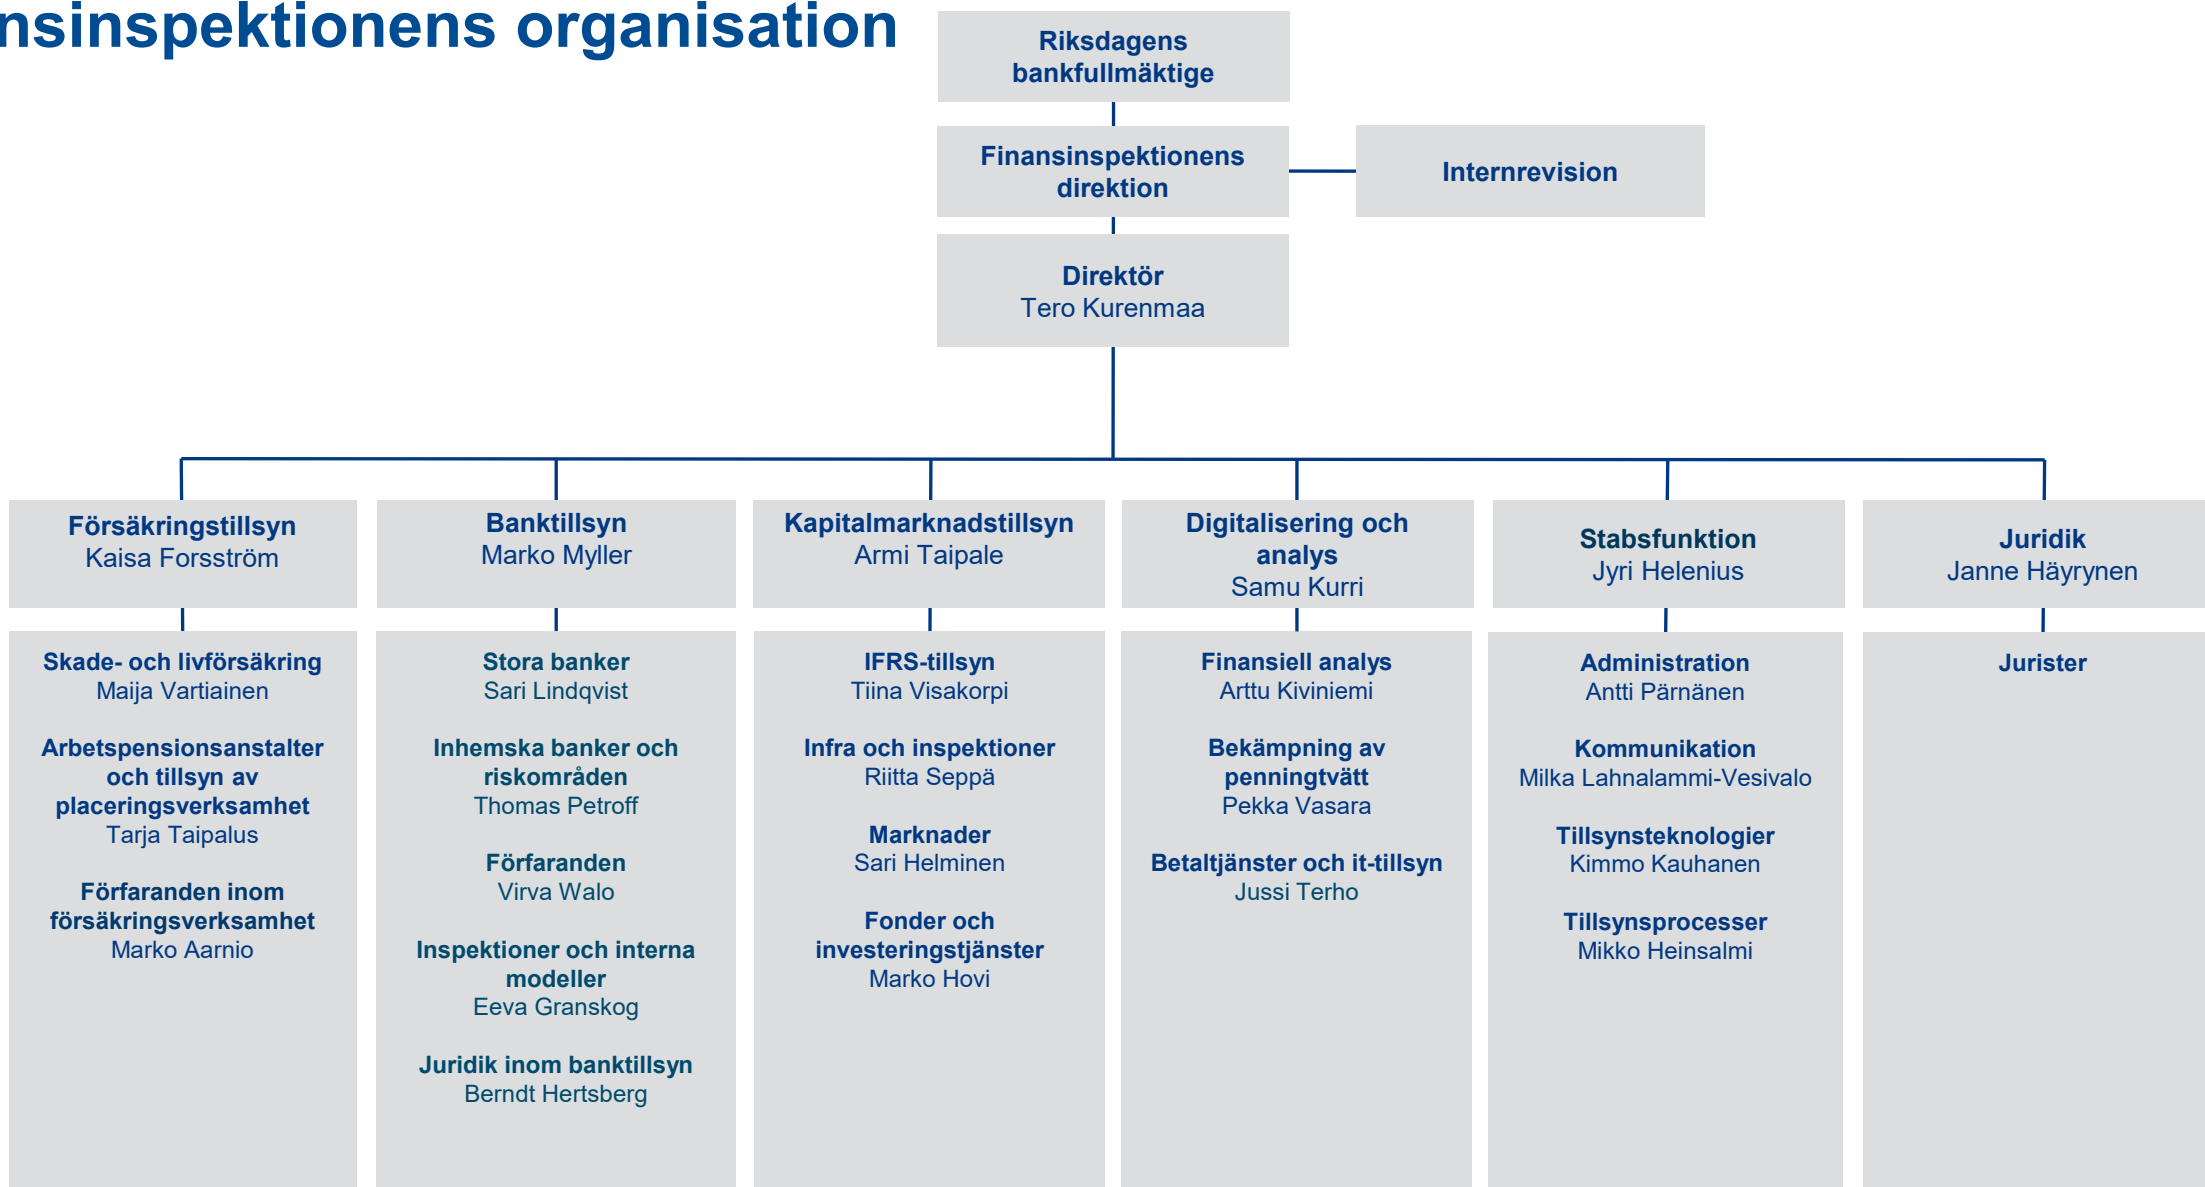 nsinspektionens organisation
Riksdagens
bankfullmäktige
Finansinspektionens
direktion
Internrevision
Direktör
Tero Kurenmaa
Försäkringstillsyn
Kaisa Forsström
Banktillsyn
Marko Myller
Kapitalmarknadstillsyn
Armi Taipale
Digitalisering och
analys
Samu Kurri
Stabsfunktion
Jyri Helenius
Juridik
Janne Häyrynen
Skade- och livförsäkring
Maija Vartiainen
Arbetspensionsanstalter
och tillsyn av
placeringsverksamhet
Tarja Taipalus
Förfaranden inom
försäkringsverksamhet
Marko Aarnio
Stora banker
Sari Lindqvist
Inhemska banker och
riskområden
Thomas Petroff
Förfaranden
Virva Walo
Inspektioner och interna
modeller
Eeva Granskog
Juridik inom banktillsyn
Berndt Hertsberg
IFRS-tillsyn
Tiina Visakorpi
Infra och inspektioner
Riitta Seppä
Marknader
Sari Helminen
Fonder och
investeringstjänster
Marko Hovi
Finansiell analys
Arttu Kiviniemi
Bekämpning av
penningtvätt
Pekka Vasara
Betaltjänster och it-tillsyn
Jussi Terho
Administration
Antti Pärnänen
Kommunikation
Milka Lahnalammi-Vesivalo
Tillsynsteknologier
Kimmo Kauhanen
Tillsynsprocesser
Mikko Heinsalmi
Jurister